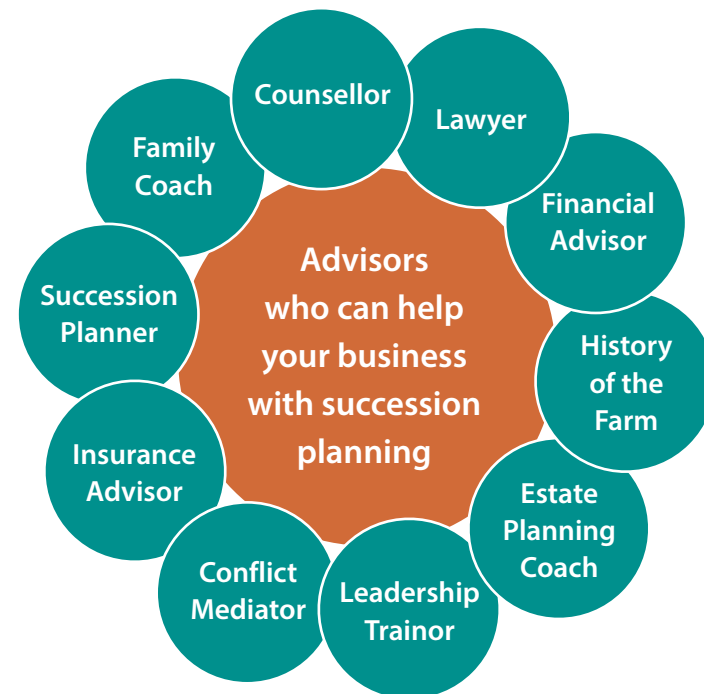 Counsellor
Lawyer
Family
Coach
Financial
Advisor
Advisors
who can help
your business
with succession
planning
Succession
Planner
History
of the
Farm
Insurance
Advisor
Estate
Planning
Coach
Conflict
Mediator
Leadership
Trainor